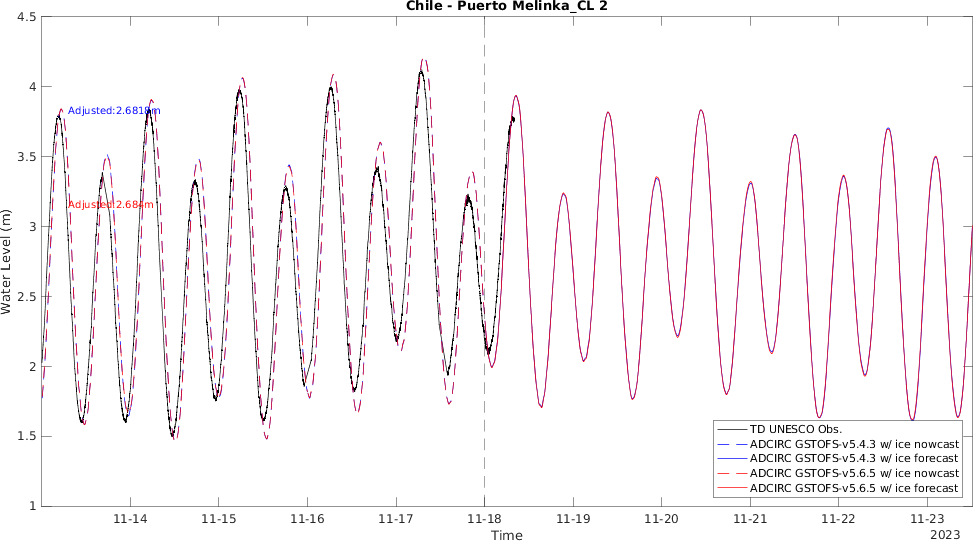 Chile - Puerto Melinka_CL 2
4.5
4
3.5
3
2.5
2
1.5
1
Water Level (m)
Adjusted:2.6819m
Adjusted:2.684m
TD UNESCO Obs.
ADCIRC GSTOFS-v5.4.3 w/ ice nowcast
ADCIRC GSTOFS-v5.4.3 w/ ice forecast
ADCIRC GSTOFS-v5.6.5 w/ ice nowcast
ADCIRC GSTOFS-v5.6.5 w/ ice forecast
11-14 11-15 11-16 11-17 11-18 11-19 11-20 11-21 11-22 11-23
Time
2023